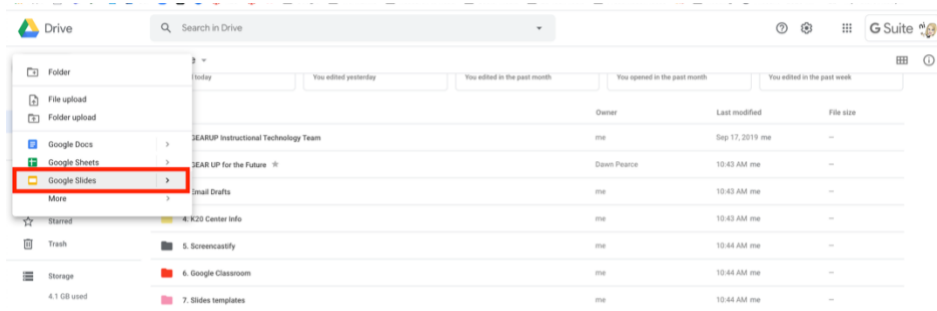 Drive
Search in Drive
G Suite
Folder
today
You edited yesterday
You edited in the past month
You opened in the past month
You edited in the past week
File upload
Folder upload
Owner
Last modified
File size
Google Docs
GEARUP Instructional Technology Team
me
Sep 17, 2019 me
–
Google Sheets
GEAR UP for the Future
Dawn Pearce
10:43 AM me
–
Google Slides
Email Drafts
me
10:43 AM me
–
More
Starred
4. K20 Center Info
me
10:43 AM me
–
Trash
5. Screencastify
me
10:44 AM me
–
Storage
6. Google Classroom
me
10:44 AM me
–
4.1 GB used
7. Slides templates
me
10:44 AM me
–